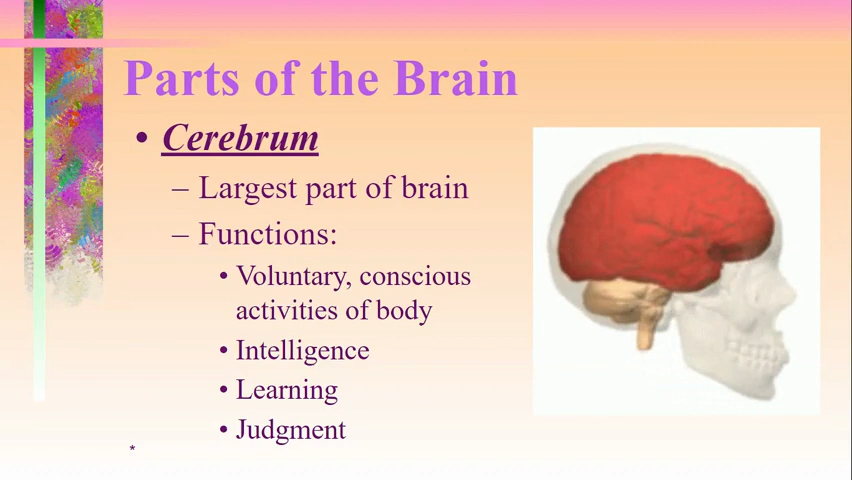 Parts of the Brain
• Cerebrum
– Largest part of brain
– Functions:
• Voluntary, conscious
activities of body
• Intelligence
• Learning
• Judgment
*